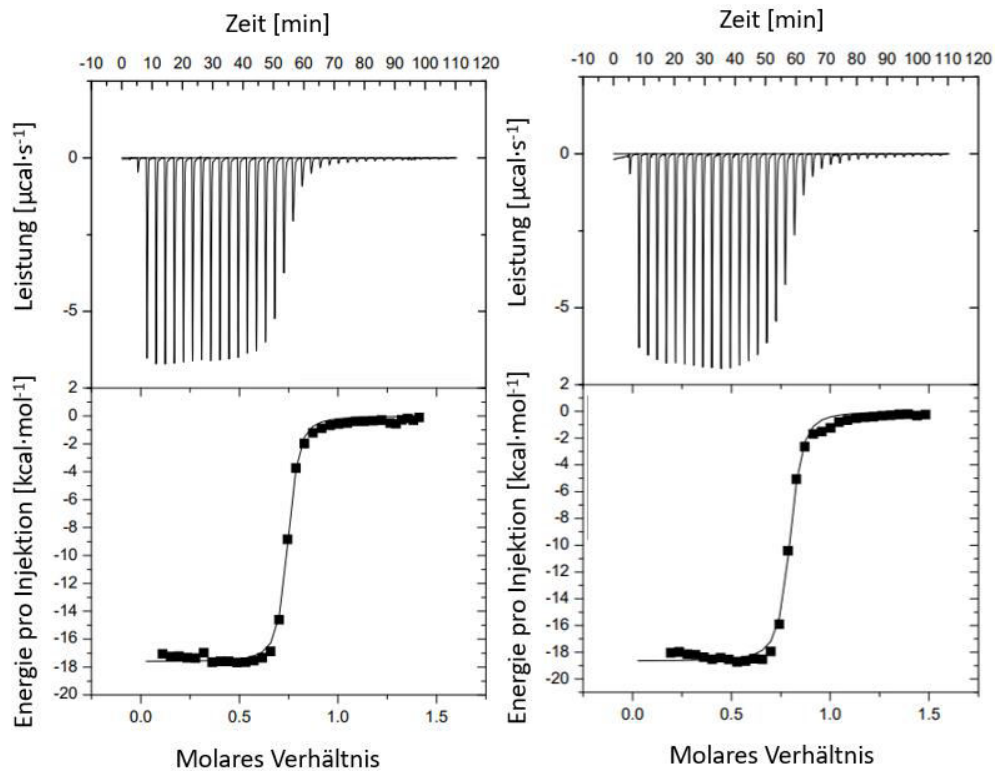 Zeit [min]
-10 0 10 20 30 40 50 60 70 80 90 100 110 120
Leistung [µcal·s⁻¹]
0
-5
Energie pro Injektion [kcal·mol⁻¹]
2
0
-2
-4
-6
-8
-10
-12
-14
-16
-18
-20
0.0 0.5 1.0 1.5
Molares Verhältnis
Zeit [min]
-10 0 10 20 30 40 50 60 70 80 90 100 110 120
Leistung [µcal·s⁻¹]
0
-5
Energie pro Injektion [kcal·mol⁻¹]
2
0
-2
-4
-6
-8
-10
-12
-14
-16
-18
-20
0.0 0.5 1.0 1.5
Molares Verhältnis